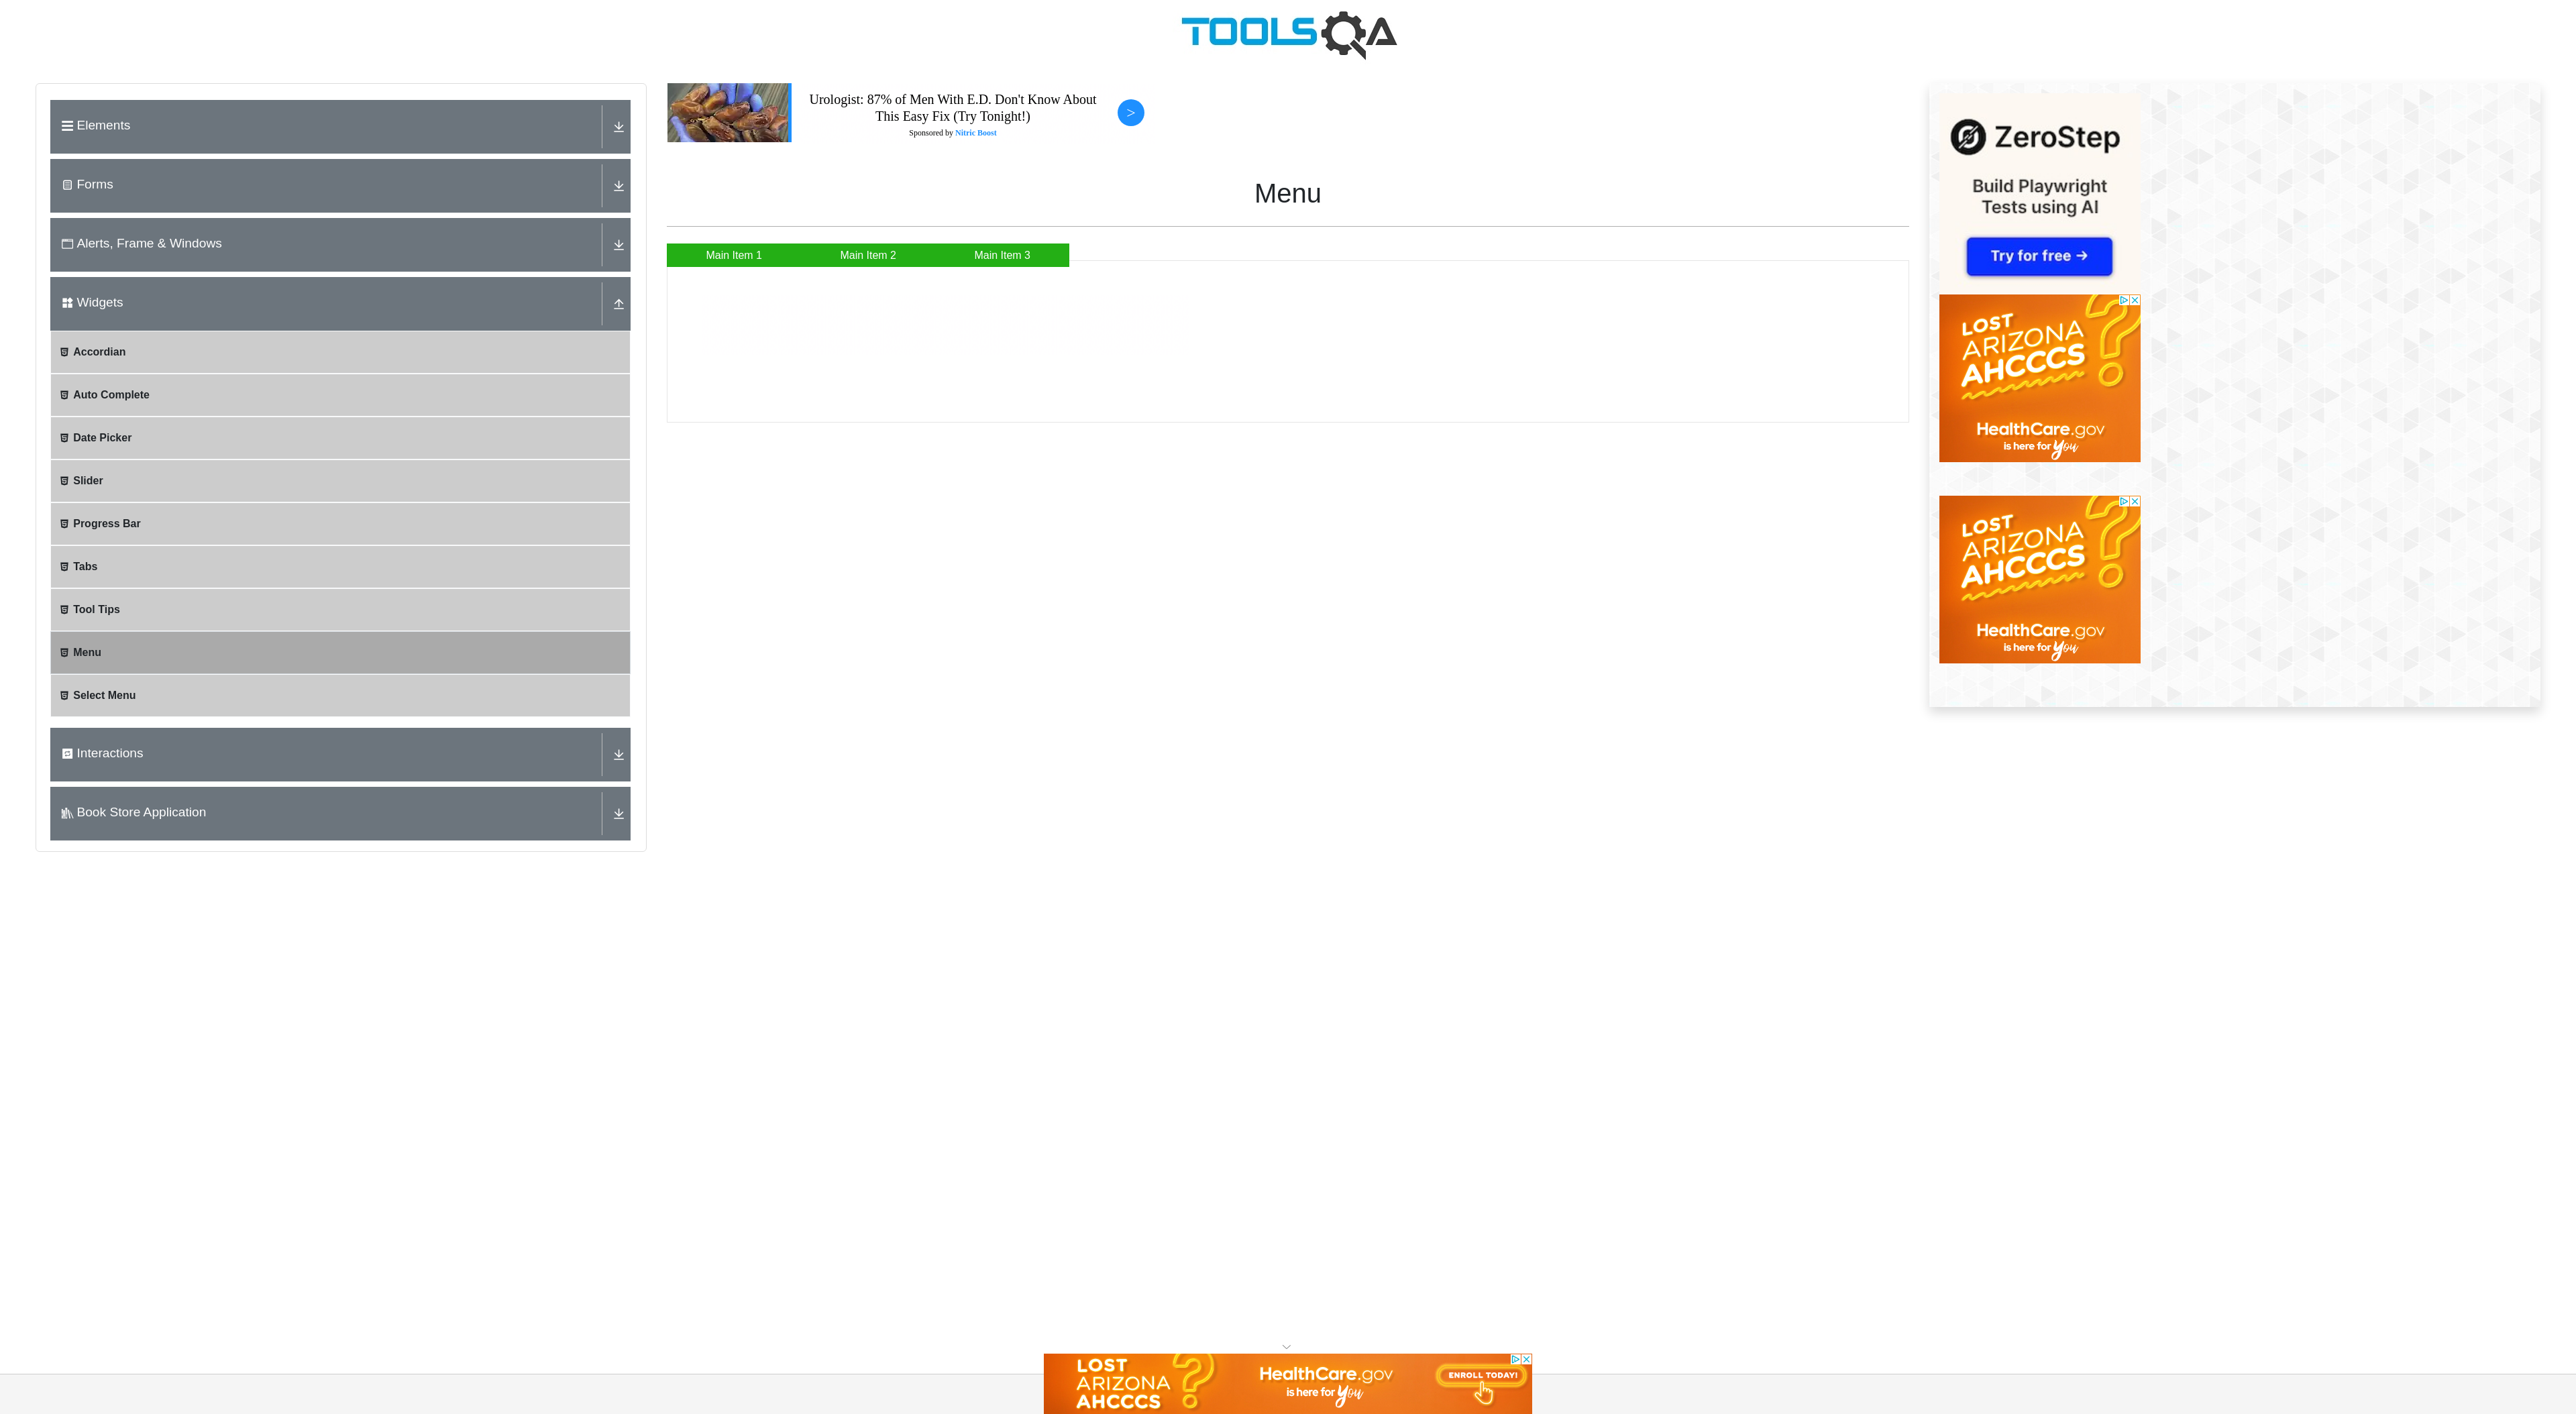 TOOLSQA
Elements
Forms
Alerts, Frame & Windows
Widgets
Accordian
Auto Complete
Date Picker
Slider
Progress Bar
Tabs
Tool Tips
Menu
Select Menu
Interactions
Book Store Application
Urologist: 87% of Men With E.D. Don't Know About
This Easy Fix (Try Tonight!)
Sponsored by Nitric Boost
>
Menu
Main Item 1
Main Item 2
Main Item 3
ZeroStep
Build Playwright
Tests using AI
Try for free →
LOST
ARIZONA
AHCCCS
?
HealthCare.gov
is here for you
LOST
ARIZONA
AHCCCS
?
HealthCare.gov
is here for you
LOST
ARIZONA
AHCCCS
?
HealthCare.gov
is here for you
ENROLL TODAY!